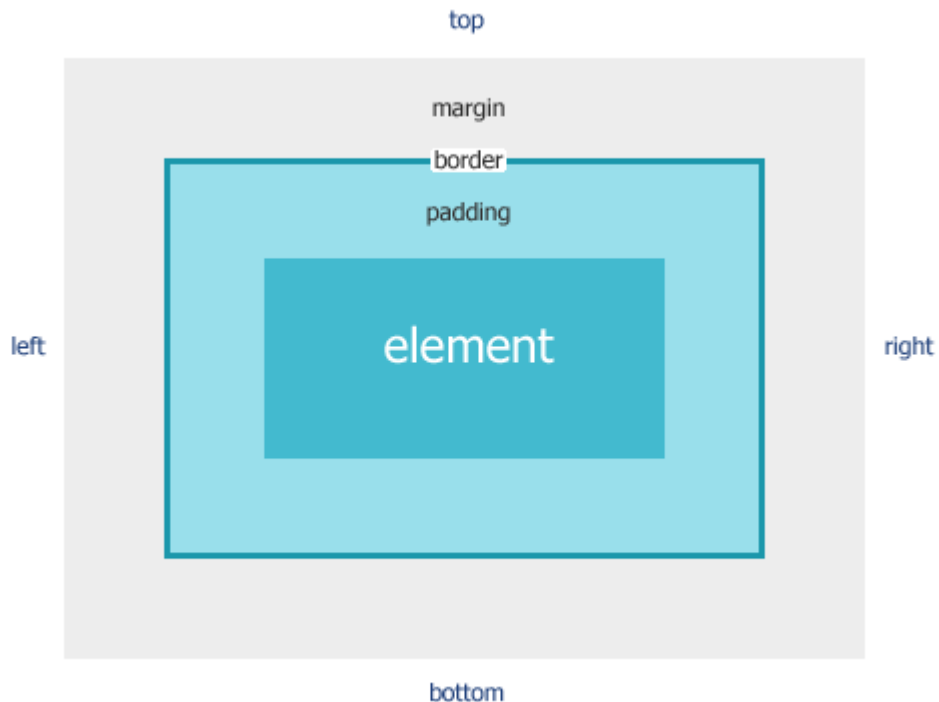 top
margin
border
padding
element
left
right
bottom